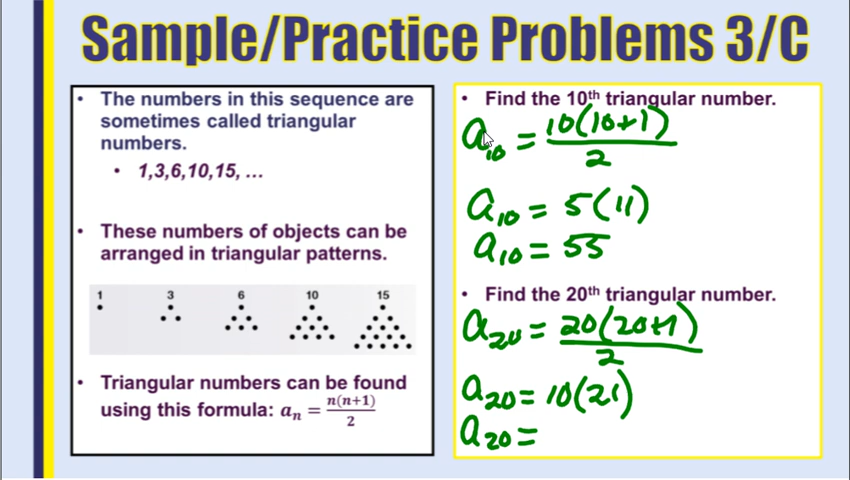 Sample/Practice Problems 3/C
• The numbers in this sequence are
sometimes called triangular
numbers.
• 1,3,6,10,15, …
• These numbers of objects can be
arranged in triangular patterns.
1 3 6 10 15
• Triangular numbers can be found
using this formula: aₙ = n(n+1)/2
• Find the 10th triangular number.
a₁₀ = 10(10+1)/2
a₁₀ = 5(11)
a₁₀ = 55
• Find the 20th triangular number.
a₂₀ = 20(20+1)/2
a₂₀ = 10(21)
a₂₀ =